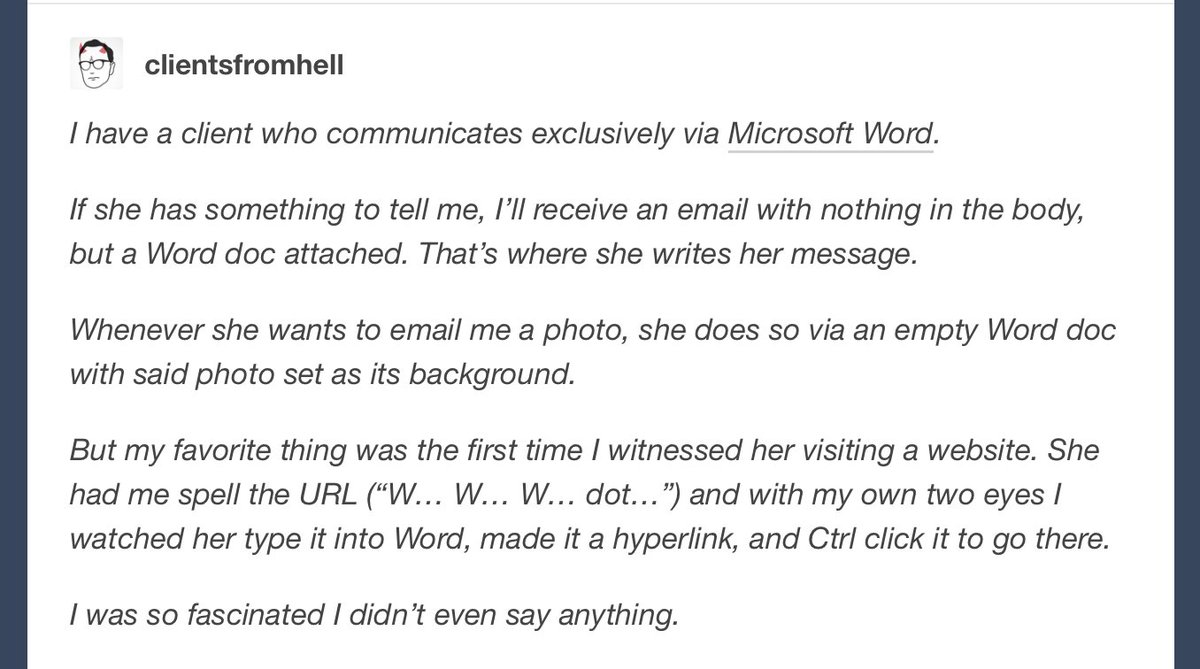 clientsfromhell
I have a client who communicates exclusively via Microsoft Word.
If she has something to tell me, I’ll receive an email with nothing in the body,
but a Word doc attached. That’s where she writes her message.
Whenever she wants to email me a photo, she does so via an empty Word doc
with said photo set as its background.
But my favorite thing was the first time I witnessed her visiting a website. She
had me spell the URL (“W… W… W… dot…”) and with my own two eyes I
watched her type it into Word, made it a hyperlink, and Ctrl click it to go there.
I was so fascinated I didn’t even say anything.